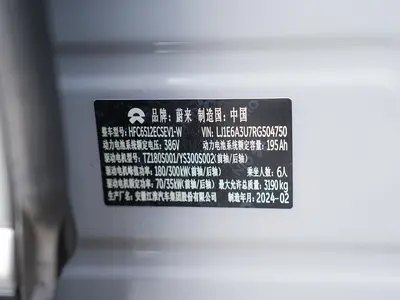 品牌：蔚来 制造国：中国
整车型号：HFC6512ECSEV1-W VIN：LJ1E6A3U7RG504750
动力电池系统额定电压：386V 动力电池系统额定容量：195Ah
驱动电机型号：TZ180S001/YS300S002(前轴/后轴)
驱动电机峰值功率：180/300kW(前轴/后轴) 乘坐人数：6人
驱动电机额定功率：70/35kW(前轴/后轴) 最大允许总质量：3190kg
生产厂名：安徽江淮汽车集团股份有限公司 制造年月：2024-02